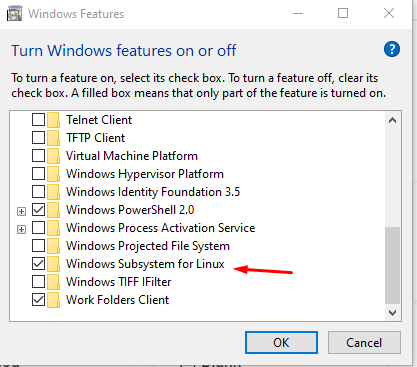 Windows Features
Turn Windows features on or off
To turn a feature on, select its check box. To turn a feature off, clear its
check box. A filled box means that only part of the feature is turned on.
Telnet Client
TFTP Client
Virtual Machine Platform
Windows Hypervisor Platform
Windows Identity Foundation 3.5
Windows PowerShell 2.0
Windows Process Activation Service
Windows Projected File System
Windows Subsystem for Linux
Windows TIFF IFilter
Work Folders Client
OK
Cancel